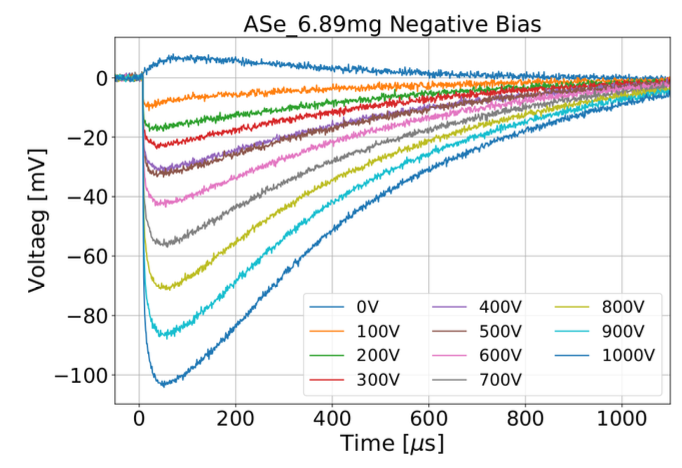 ASe_6.89mg Negative Bias
Voltaeg [mV]
0
−20
−40
−60
−80
−100
0V
100V
200V
300V
400V
500V
600V
700V
800V
900V
1000V
0 200 400 600 800 1000
Time [μs]